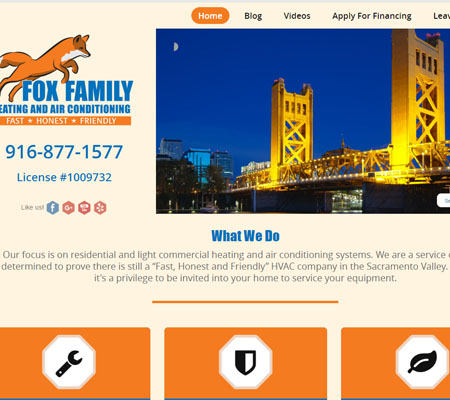 Home Blog Videos Apply For Financing Leav
FOX FAMILY
EATING AND AIR CONDITIONING
FAST ★ HONEST ★ FRIENDLY
916-877-1577
License #1009732
Like us!
What We Do
Our focus is on residential and light commercial heating and air conditioning systems. We are a service c
determined to prove there is still a “Fast, Honest and Friendly” HVAC company in the Sacramento Valley.
it's a privilege to be invited into your home to service your equipment.